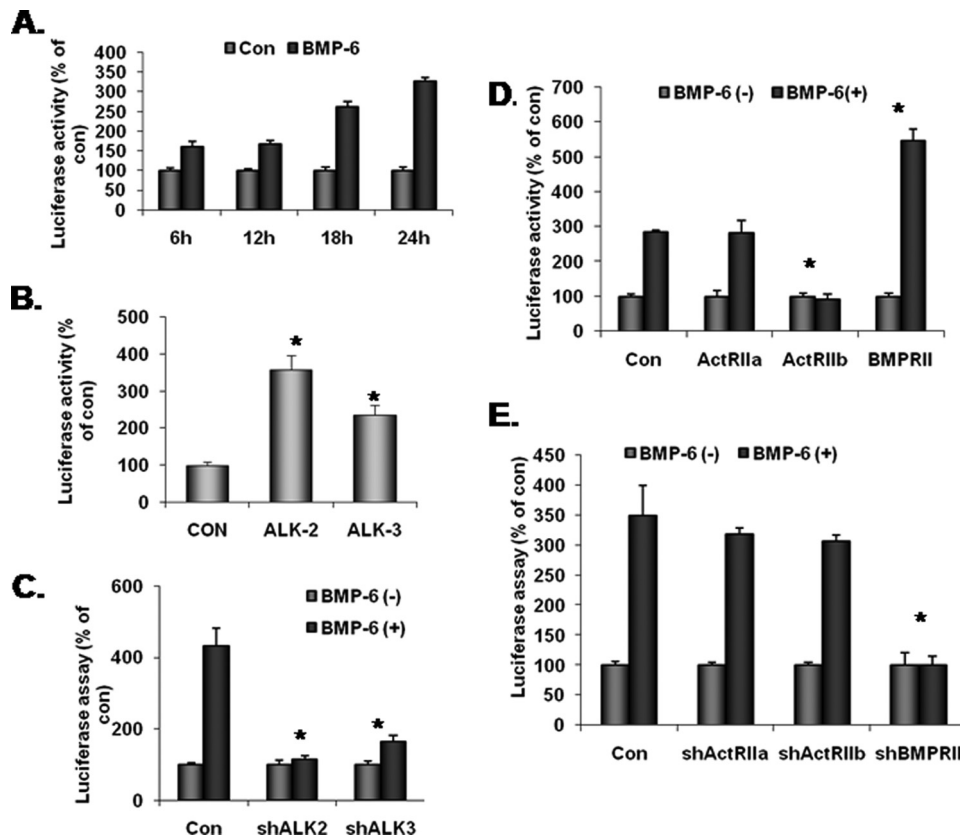 A.
Con BMP-6
Luciferase activity (% of
con)
400
350
300
250
200
150
100
50
0
6h 12h 18h 24h
B.
Luciferase activity (%
of con)
500
400
300
200
100
0
*
*
CON ALK-2 ALK-3
C.
Luciferase assay (% of
con)
600
400
200
0
BMP-6 (-)
BMP-6 (+)
*
*
Con shALK2 shALK3
D.
Luciferase activity (% of con)
700
600
500
400
300
200
100
0
BMP-6 (-) BMP-6(+)
*
*
Con ActRIIa ActRIIb BMPRII
E.
Luciferase assay (% of con)
450
400
350
300
250
200
150
100
50
0
BMP-6 (-) BMP-6 (+)
*
Con shActRIIa shActRIIb shBMPRII